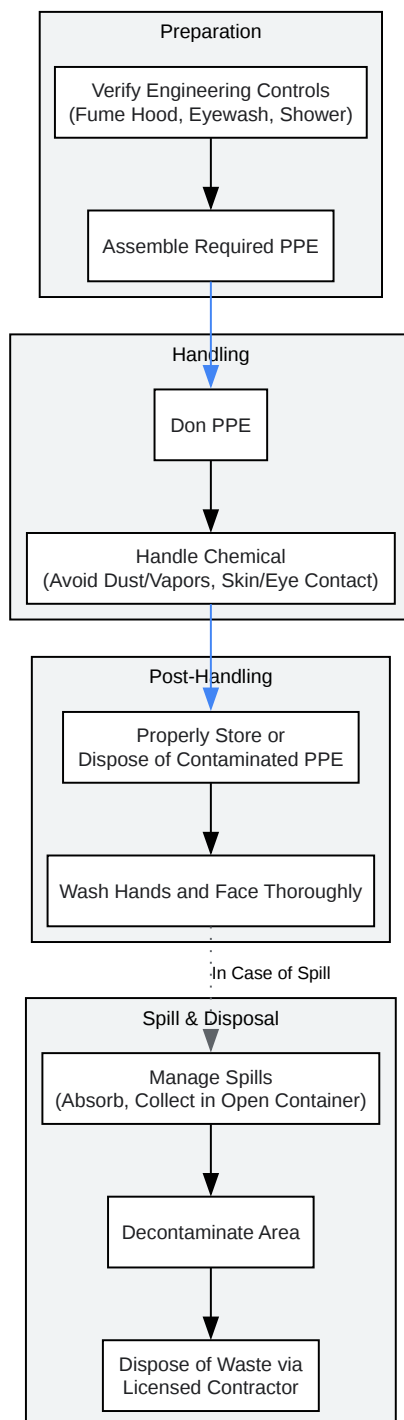 Preparation
Verify Engineering Controls
(Fume Hood, Eyewash, Shower)
Assemble Required PPE
Handling
Don PPE
Handle Chemical
(Avoid Dust/Vapors, Skin/Eye Contact)
Post-Handling
Properly Store or
Dispose of Contaminated PPE
Wash Hands and Face Thoroughly
In Case of Spill
Spill & Disposal
Manage Spills
(Absorb, Collect in Open Container)
Decontaminate Area
Dispose of Waste via
Licensed Contractor